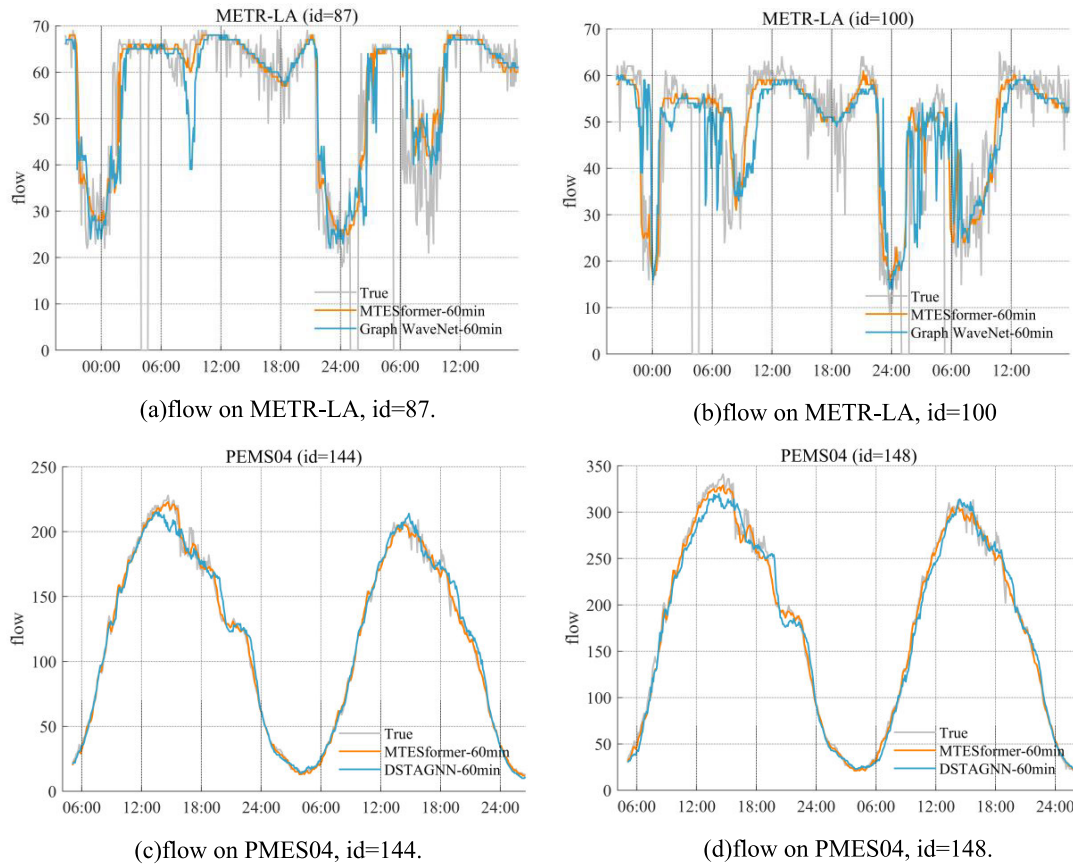 METR-LA (id=87)
70
60
50
40
30
20
10
0
flow
True
MTESformer-60min
Graph WaveNet-60min
00:00 06:00 12:00 18:00 24:00 06:00 12:00
(a)flow on METR-LA, id=87.
METR-LA (id=100)
70
60
50
40
30
20
10
0
flow
True
MTESformer-60min
Graph WaveNet-60min
00:00 06:00 12:00 18:00 24:00 06:00 12:00
(b)flow on METR-LA, id=100
PEMS04 (id=144)
250
200
150
100
50
0
flow
True
MTESformer-60min
DSTAGNN-60min
06:00 12:00 18:00 24:00 06:00 12:00 18:00 24:00
(c)flow on PMES04, id=144.
PEMS04 (id=148)
350
300
250
200
150
100
50
0
flow
True
MTESformer-60min
DSTAGNN-60min
06:00 12:00 18:00 24:00 06:00 12:00 18:00 24:00
(d)flow on PMES04, id=148.